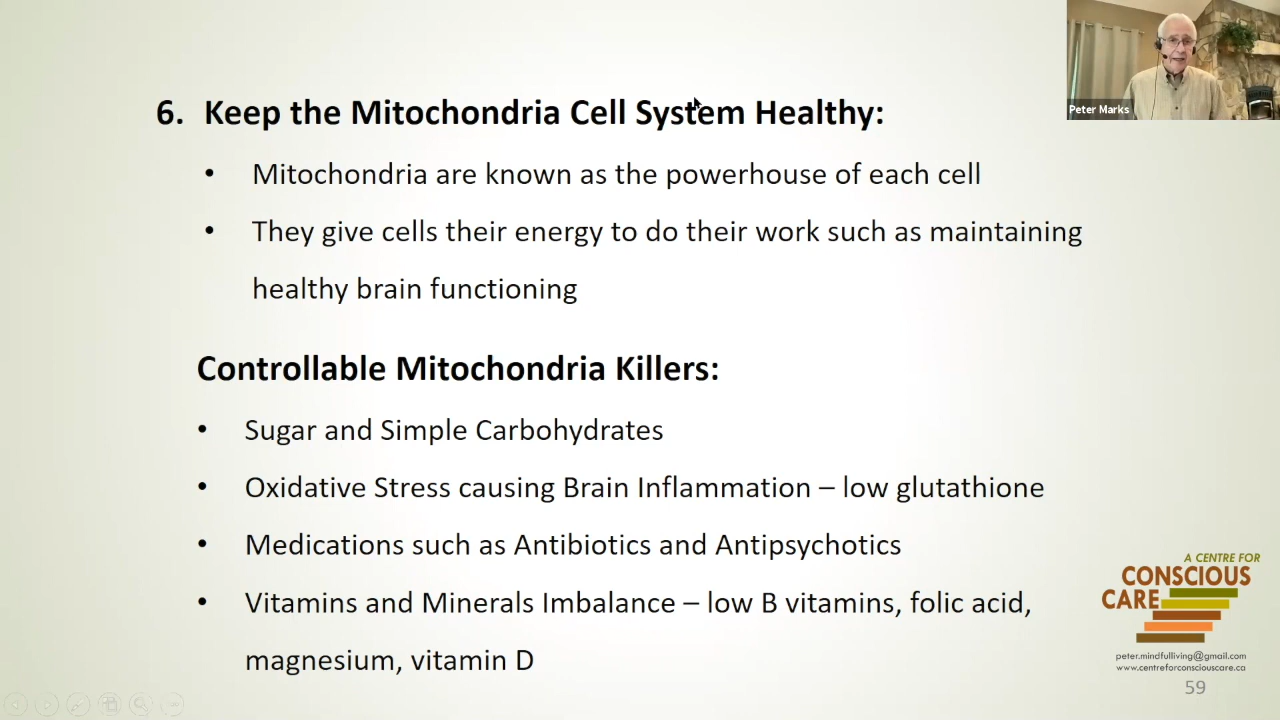 Peter Marks
6. Keep the Mitochondria Cell System Healthy:
• Mitochondria are known as the powerhouse of each cell
• They give cells their energy to do their work such as maintaining
healthy brain functioning
Controllable Mitochondria Killers:
• Sugar and Simple Carbohydrates
• Oxidative Stress causing Brain Inflammation – low glutathione
• Medications such as Antibiotics and Antipsychotics
• Vitamins and Minerals Imbalance – low B vitamins, folic acid,
magnesium, vitamin D
A CENTRE FOR
CONSCIOUS
CARE
peter.mindfulliving@gmail.com
www.centreforconsciouscare.ca
59